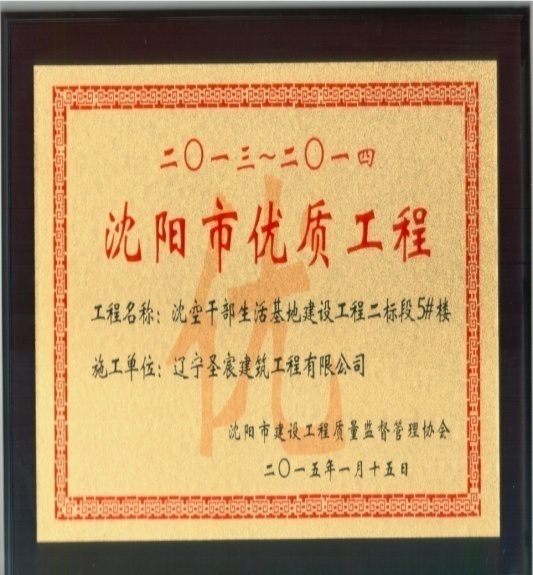 二〇一三～二〇一四
沈阳市优质工程
优
工程名称：沈空干部生活基地建设工程二标段5#楼
施工单位：辽宁圣宸建筑工程有限公司
沈阳市建设工程质量监督管理协会
二〇一五年一月十五日